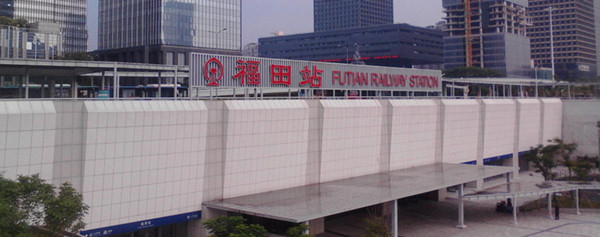 福田站 FUTIAN RAILWAY STATION